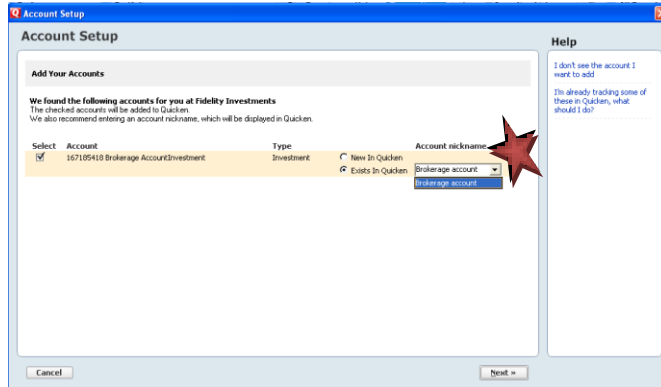 Account Setup
Account Setup
Help
I don't see the account I
want to add
I'm already tracking some of
these in Quicken, what
should I do?
Add Your Accounts
We found the following accounts for you at Fidelity Investments
The checked accounts will be added to Quicken.
We also recommend entering an account nickname, which will be displayed in Quicken.
Select Account Type Account nickname
167185418 Brokerage AccountInvestment Investment New In Quicken
Exists In Quicken Brokerage account
Brokerage account
Cancel Next »